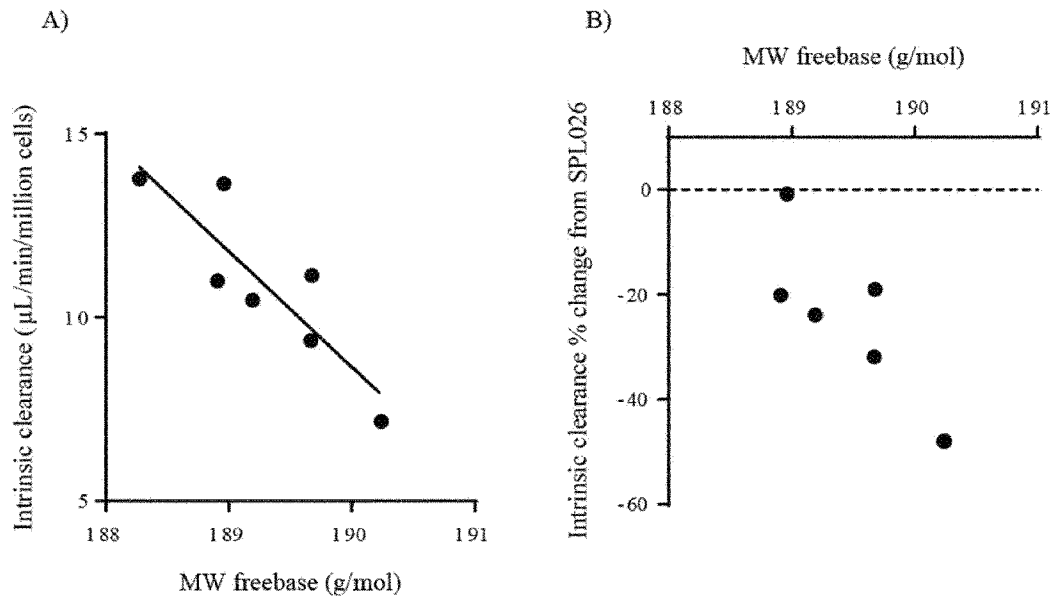 A)
Intrinsic clearance (µL/min/million cells)
15
10
5
188 189 190 191
MW freebase (g/mol)
B)
MW freebase (g/mol)
188 189 190 191
Intrinsic clearance % change from SPL026
0
-20
-40
-60